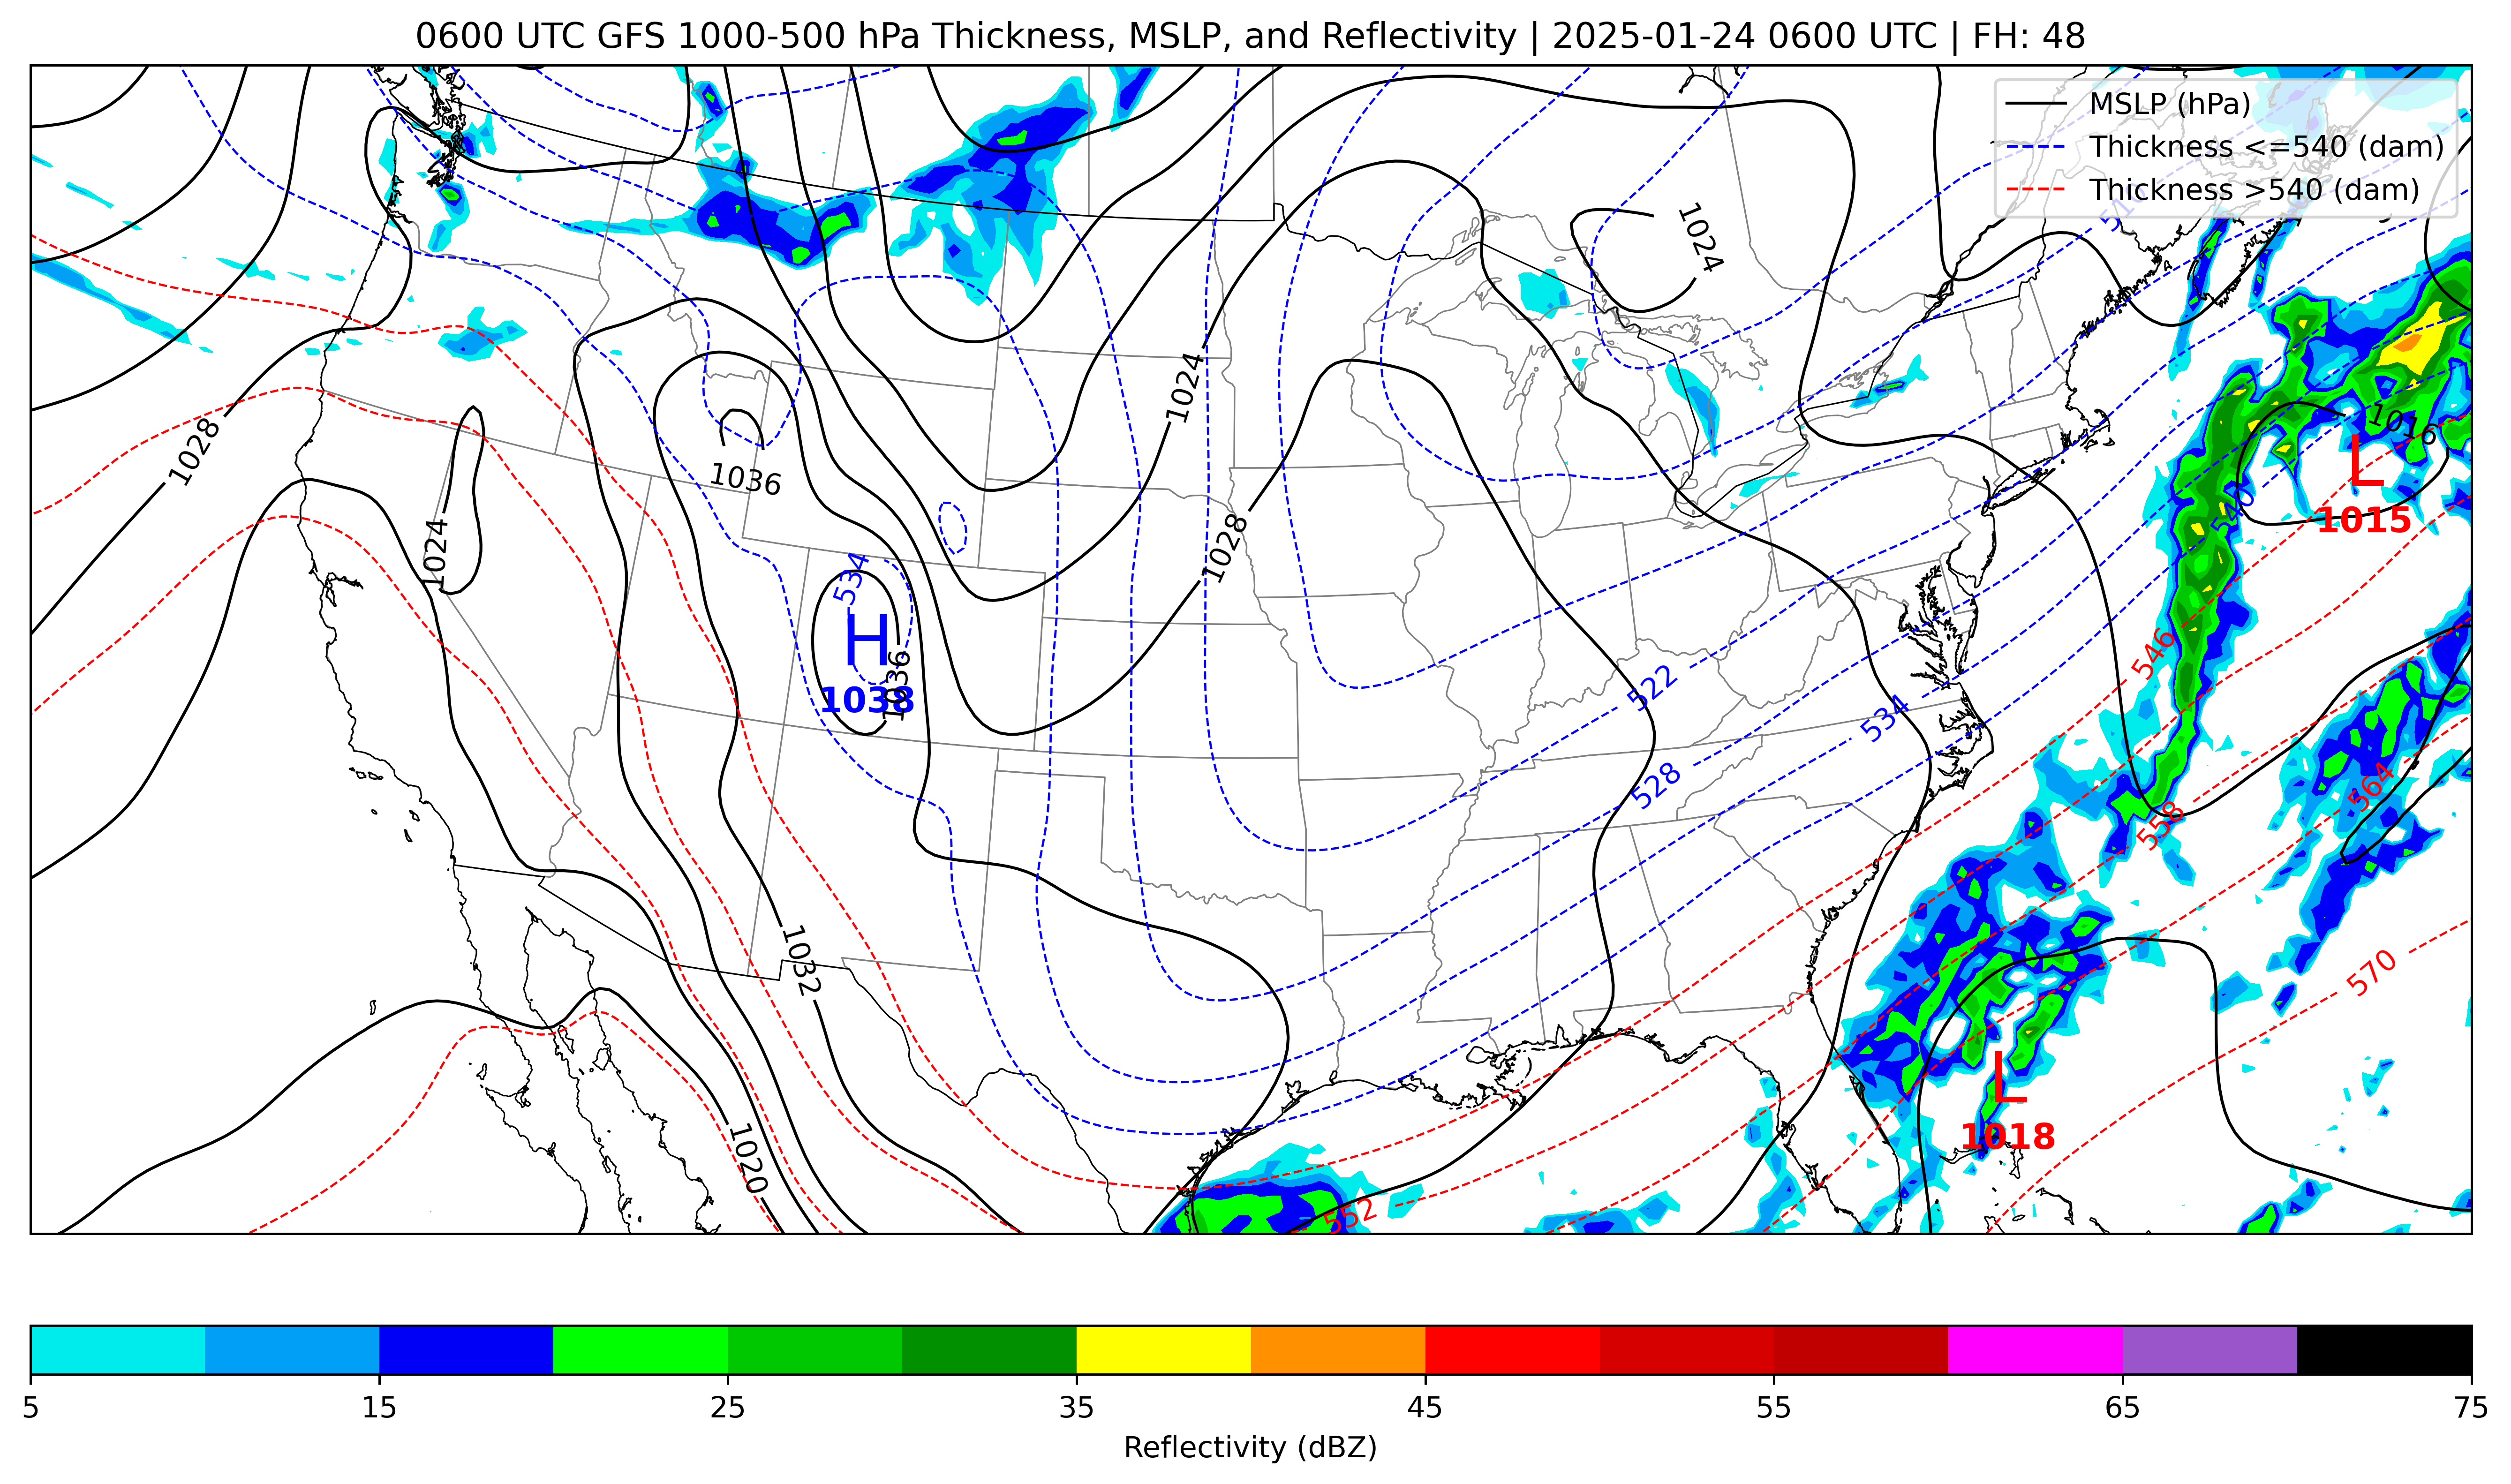 0600 UTC GFS 1000-500 hPa Thickness, MSLP, and Reflectivity | 2025-01-24 0600 UTC | FH: 48
MSLP (hPa)
Thickness <=540 (dam)
Thickness >540 (dam)
1024
1024
1028
1016
L
1015
1036
1024
1028
540
534
H
1036
1038
546
522
534
528
564
558
1032
570
L
1018
1020
552
5 15 25 35 45 55 65 75
Reflectivity (dBZ)